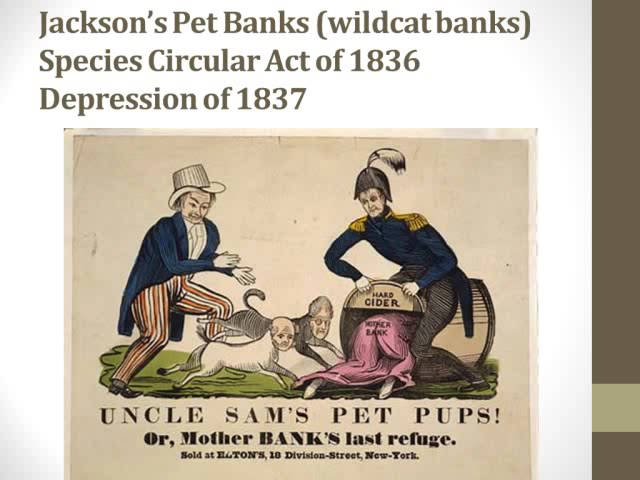 Jackson's Pet Banks (wildcat banks)
Species Circular Act of 1836
Depression of 1837
HARD
CIDER
MOTHER
BANK
UNCLE SAM'S PET PUPS!
Or, Mother BANK'S last refuge.
Sold at ELTON'S, 18 Division-Street, New-York.